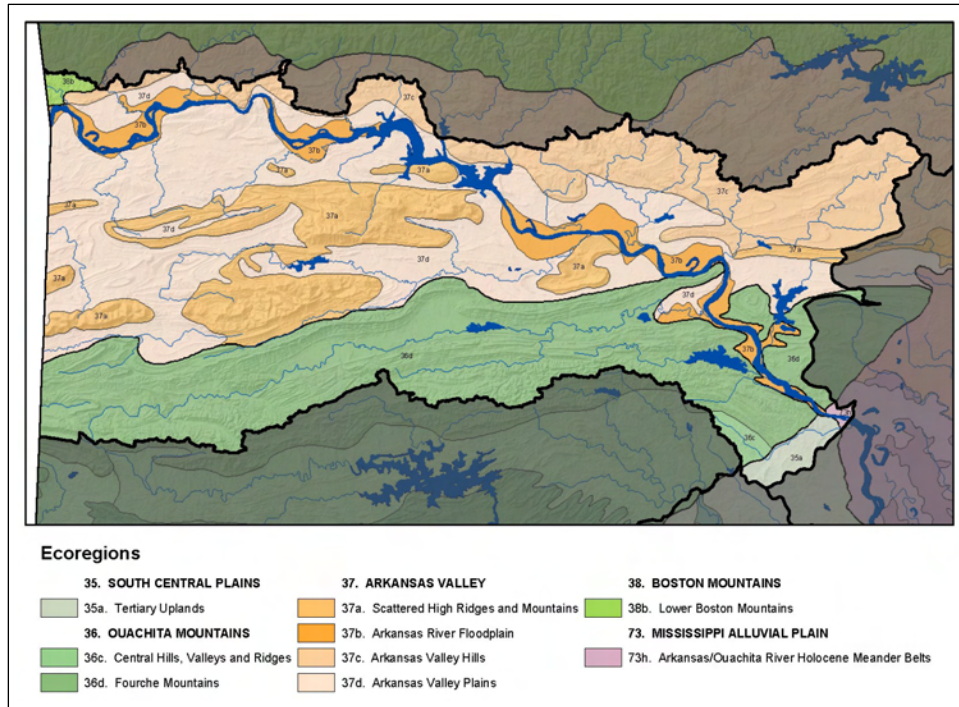 38b
37d
37c
37b
37b
37a
37a
37c
37a
37a
37d
37a
37b
37d
37a
37a
37d
37a
37b
36d
36d
36c
35a
Ecoregions
35. SOUTH CENTRAL PLAINS
35a. Tertiary Uplands
36. OUACHITA MOUNTAINS
36c. Central Hills, Valleys and Ridges
36d. Fourche Mountains
37. ARKANSAS VALLEY
37a. Scattered High Ridges and Mountains
37b. Arkansas River Floodplain
37c. Arkansas Valley Hills
37d. Arkansas Valley Plains
38. BOSTON MOUNTAINS
38b. Lower Boston Mountains
73. MISSISSIPPI ALLUVIAL PLAIN
73h. Arkansas/Ouachita River Holocene Meander Belts